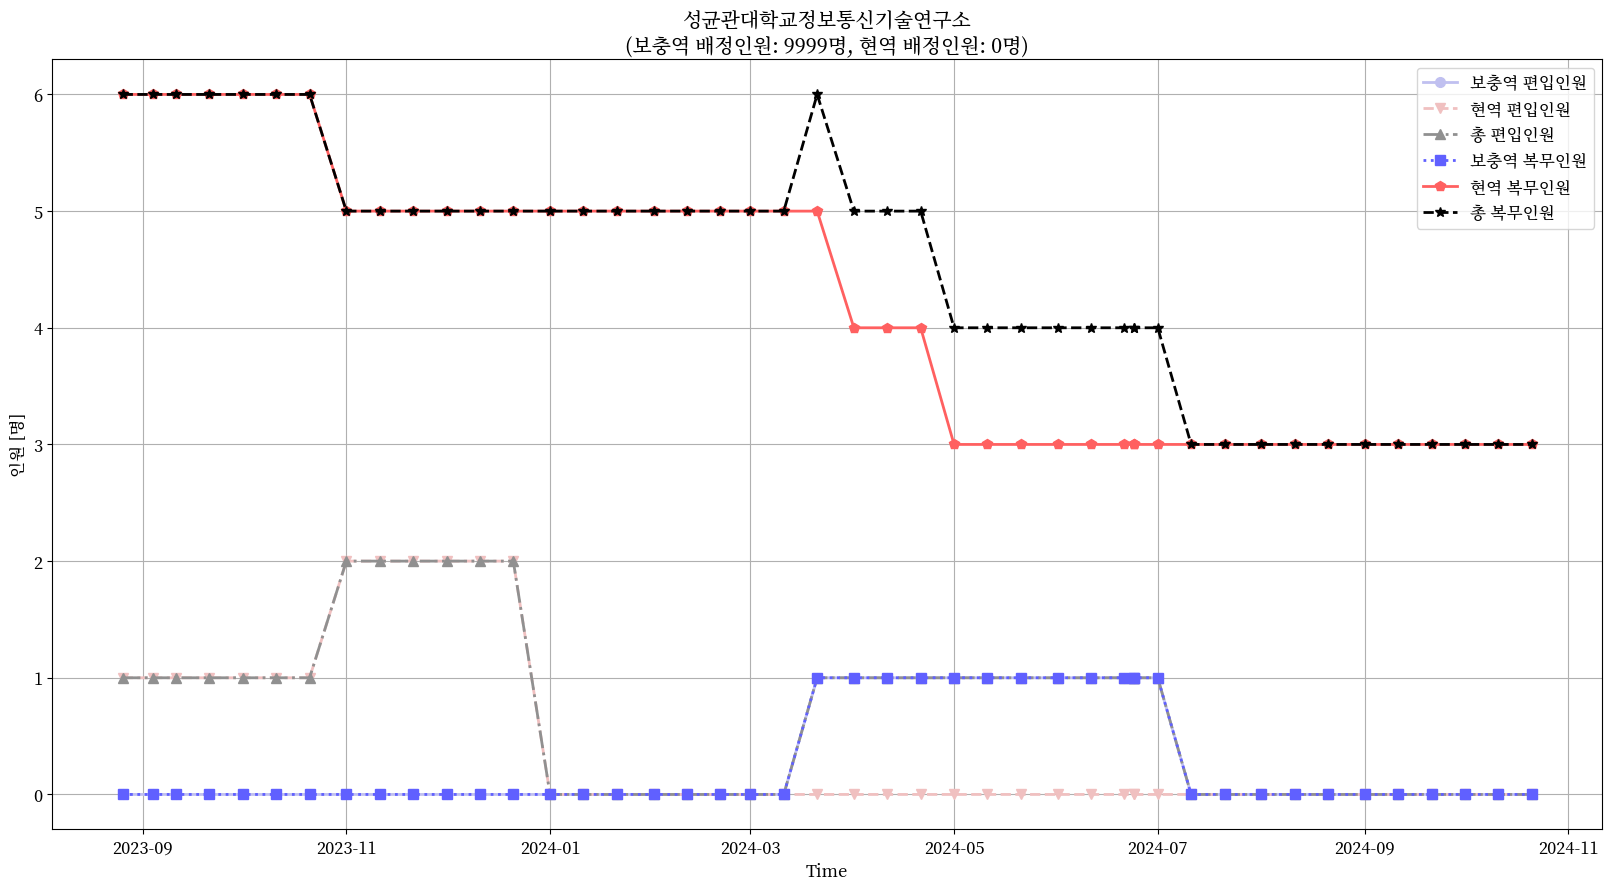 성균관대학교정보통신기술연구소
(보충역 배정인원: 9999명, 현역 배정인원: 0명)
보충역 편입인원
현역 편입인원
총 편입인원
보충역 복무인원
현역 복무인원
총 복무인원
인원 [명]
6
5
4
3
2
1
0
2023-09
2023-11
2024-01
2024-03
2024-05
2024-07
2024-09
2024-11
Time